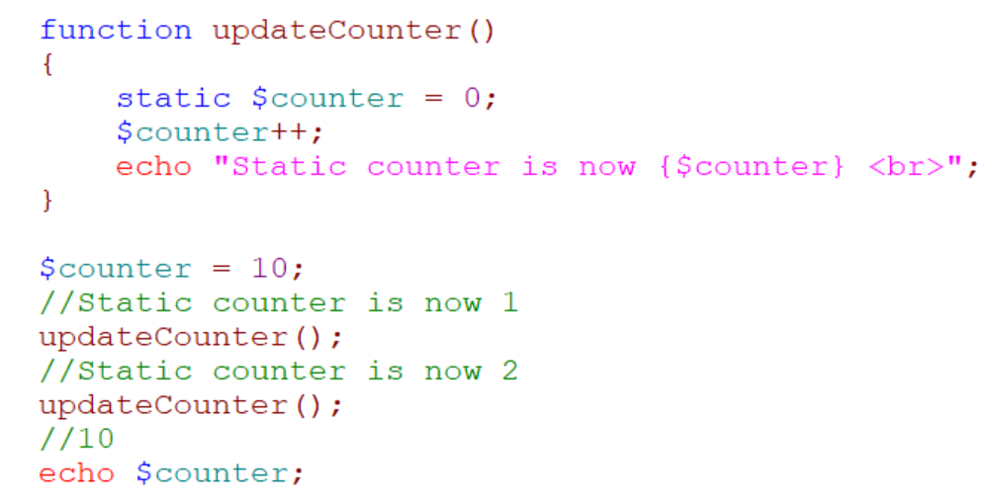 function updateCounter()
{
    static $counter = 0;
    $counter++;
    echo "Static counter is now {$counter} <br>";
}

$counter = 10;
//Static counter is now 1
updateCounter();
//Static counter is now 2
updateCounter();
//10
echo $counter;